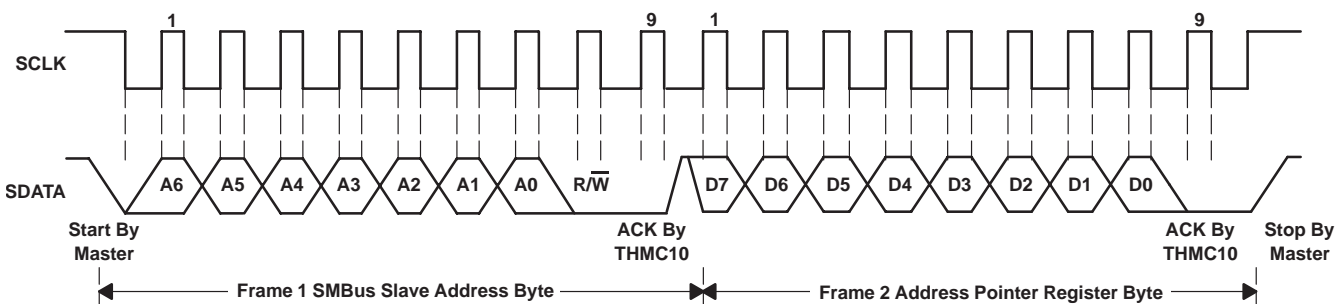 1 9 1 9
SCLK
SDATA
A6 A5 A4 A3 A2 A1 A0 R/W̅ D7 D6 D5 D4 D3 D2 D1 D0
Start By
Master
ACK By
THMC10
ACK By
THMC10
Stop By
Master
Frame 1 SMBus Slave Address Byte
Frame 2 Address Pointer Register Byte